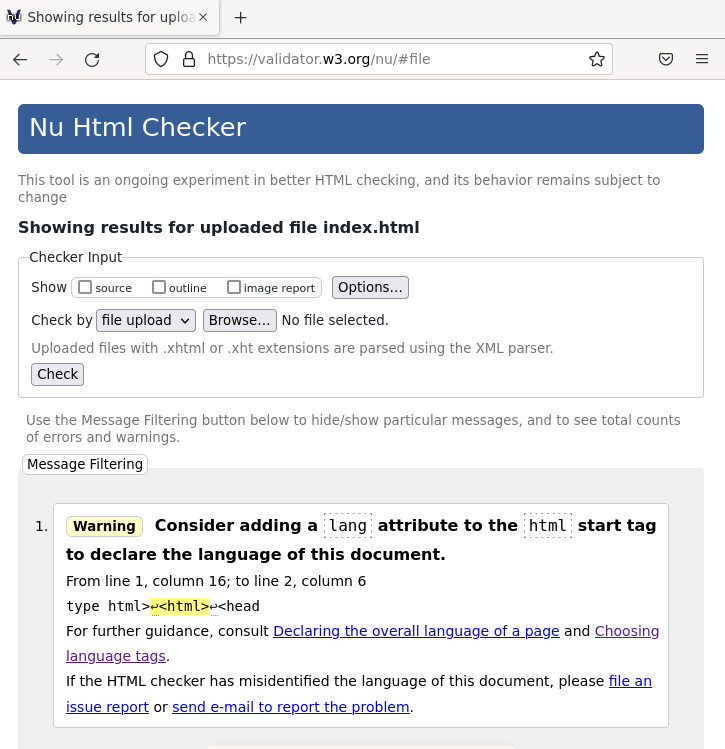 Showing results for uploa
https://validator.w3.org/nu/#file
Nu Html Checker
This tool is an ongoing experiment in better HTML checking, and its behavior remains subject to
change
Showing results for uploaded file index.html
Checker Input
Show source outline image report Options...
Check by file upload Browse... No file selected.
Uploaded files with .xhtml or .xht extensions are parsed using the XML parser.
Check
Use the Message Filtering button below to hide/show particular messages, and to see total counts
of errors and warnings.
Message Filtering
1. Warning Consider adding a lang attribute to the html start tag
to declare the language of this document.
From line 1, column 16; to line 2, column 6
type html>↩<html>↩<head
For further guidance, consult Declaring the overall language of a page and Choosing
language tags.
If the HTML checker has misidentified the language of this document, please file an
issue report or send e-mail to report the problem.